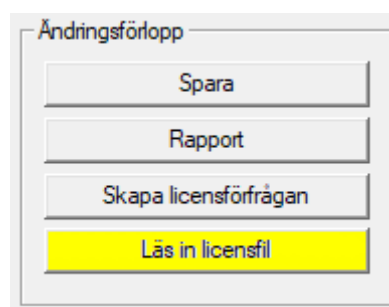 Ändringsförlopp
Spara
Rapport
Skapa licensförfrågan
Läs in licensfil